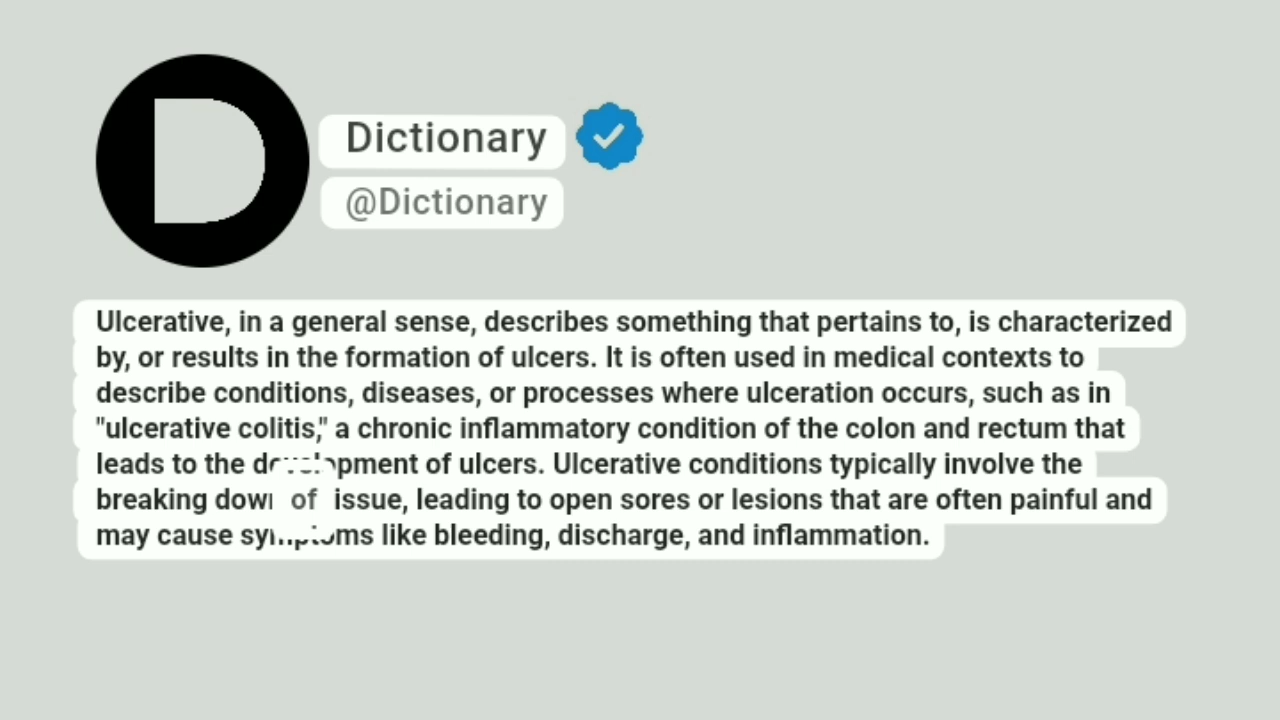 Dictionary
@Dictionary
Ulcerative, in a general sense, describes something that pertains to, is characterized
by, or results in the formation of ulcers. It is often used in medical contexts to
describe conditions, diseases, or processes where ulceration occurs, such as in
"ulcerative colitis," a chronic inflammatory condition of the colon and rectum that
leads to the development of ulcers. Ulcerative conditions typically involve the
breaking down of issue, leading to open sores or lesions that are often painful and
may cause symptoms like bleeding, discharge, and inflammation.